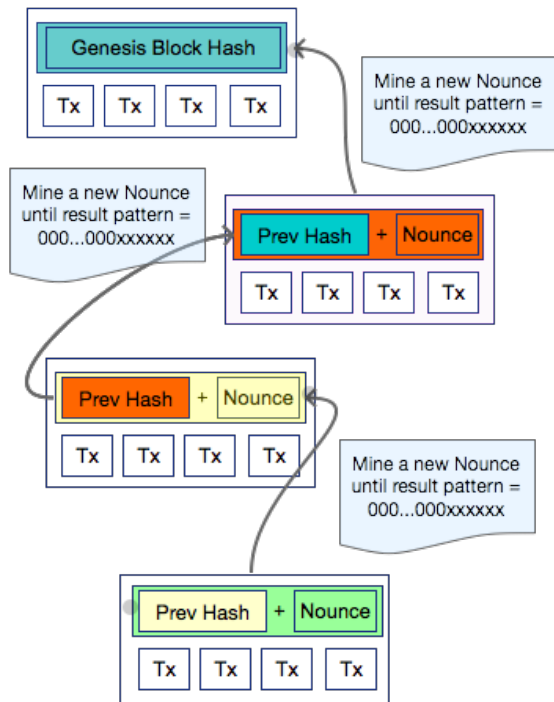 Genesis Block Hash
Tx Tx Tx Tx
Mine a new Nounce
until result pattern =
000...000xxxxxx
Mine a new Nounce
until result pattern =
000...000xxxxxx
Prev Hash + Nounce
Tx Tx Tx Tx
Prev Hash + Nounce
Tx Tx Tx Tx
Mine a new Nounce
until result pattern =
000...000xxxxxx
Prev Hash + Nounce
Tx Tx Tx Tx